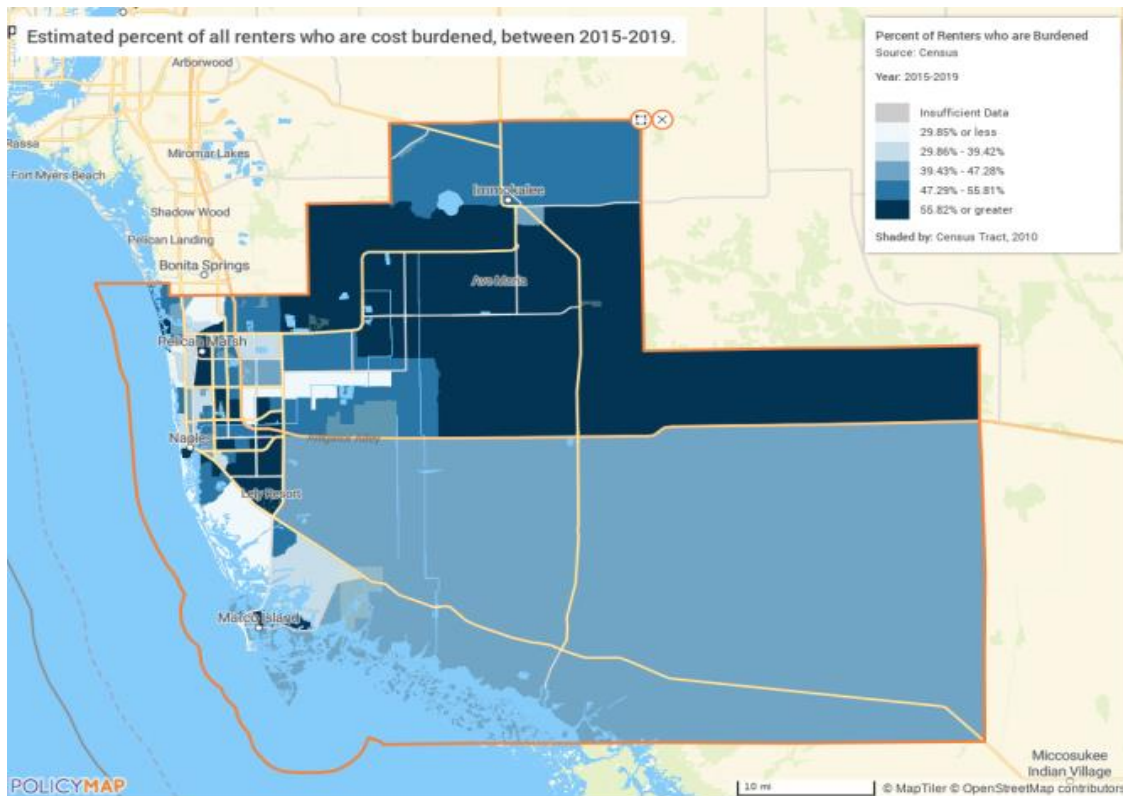 Estimated percent of all renters who are cost burdened, between 2015-2019.
Percent of Renters who are Burdened
Source: Census
Year: 2015-2019
Insufficient Data
29.85% or less
29.86% - 39.42%
39.43% - 47.28%
47.29% - 55.81%
55.82% or greater
Shaded by: Census Tract, 2010
Arborwood
Rassa
Miromar Lakes
Fort Myers Beach
Shadow Wood
Pelican Landing
Bonita Springs
Immokalee
Ave Maria
Pelican Marsh
Naples
Lely Resort
Marco Island
Miccosukee
Indian Village
10 mi
POLICYMAP
© MapTiler © OpenStreetMap contributors